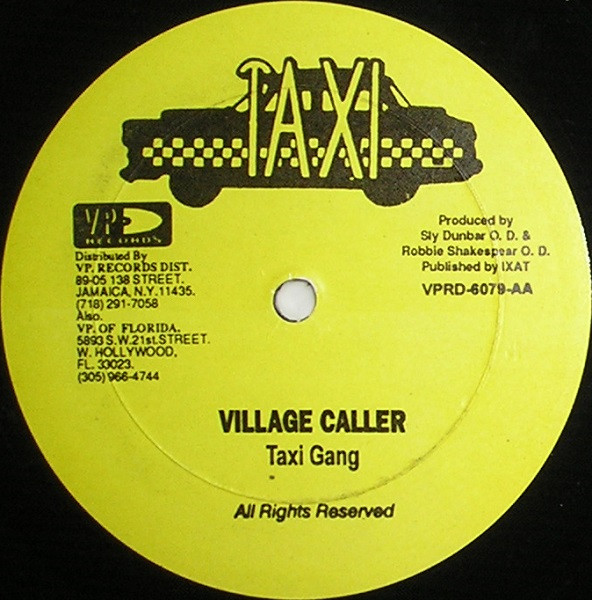 TAXI
VP
RECORDS
Distributed By
VP. RECORDS DIST.
89-05 138 STREET.
JAMAICA, N.Y. 11435.
(718) 291-7058
Also.
VP. OF FLORIDA.
5893 S.W. 21st. STREET.
W. HOLLYWOOD,
FL. 33023.
(305) 966-4744
Produced by
Sly Dunbar O. D. &
Robbie Shakespear O. D.
Published by IXAT
VPRD-6079-AA
VILLAGE CALLER
Taxi Gang
All Rights Reserved